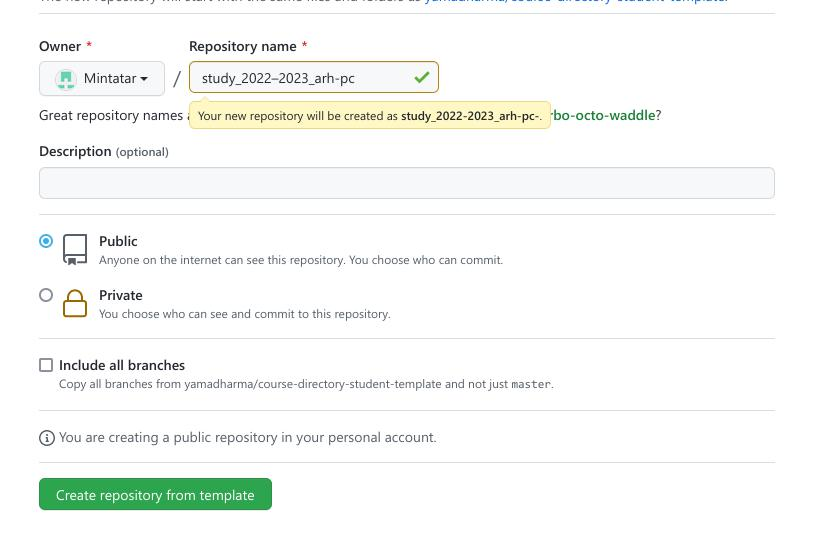 The new repository will start with the same files and folders as yamadharma/course-directory-student-template.
Owner *
Repository name *
Mintatar
/
study_2022–2023_arh-pc
Great repository names
Your new repository will be created as study_2022-2023_arh-pc-.
rbo-octo-waddle?
Description (optional)
Public
Anyone on the internet can see this repository. You choose who can commit.
Private
You choose who can see and commit to this repository.
Include all branches
Copy all branches from yamadharma/course-directory-student-template and not just master.
You are creating a public repository in your personal account.
Create repository from template